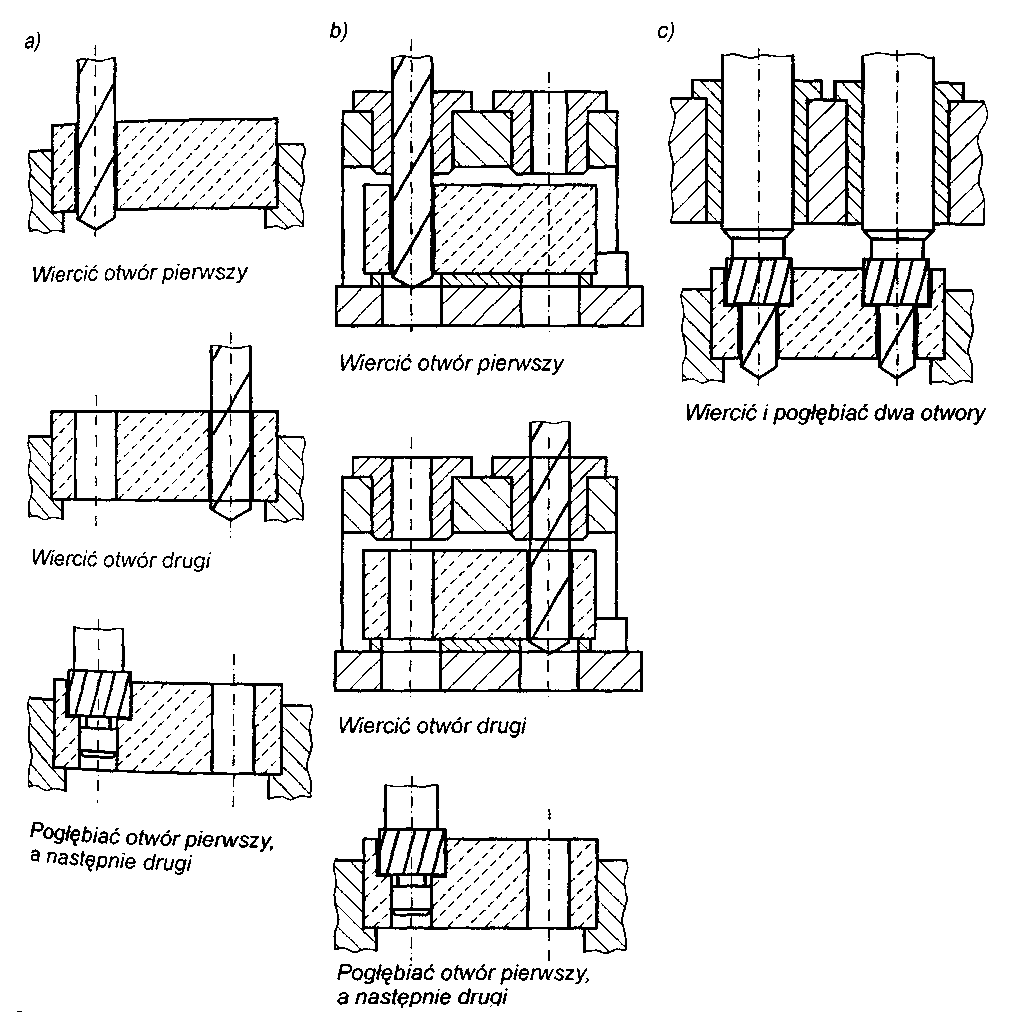 a)
Wiercić otwór pierwszy
Wiercić otwór drugi
Pogłębiać otwór pierwszy,
a następnie drugi
b)
Wiercić otwór pierwszy
Wiercić otwór drugi
Pogłębiać otwór pierwszy,
a następnie drugi
c)
Wiercić i pogłębiać dwa otwory